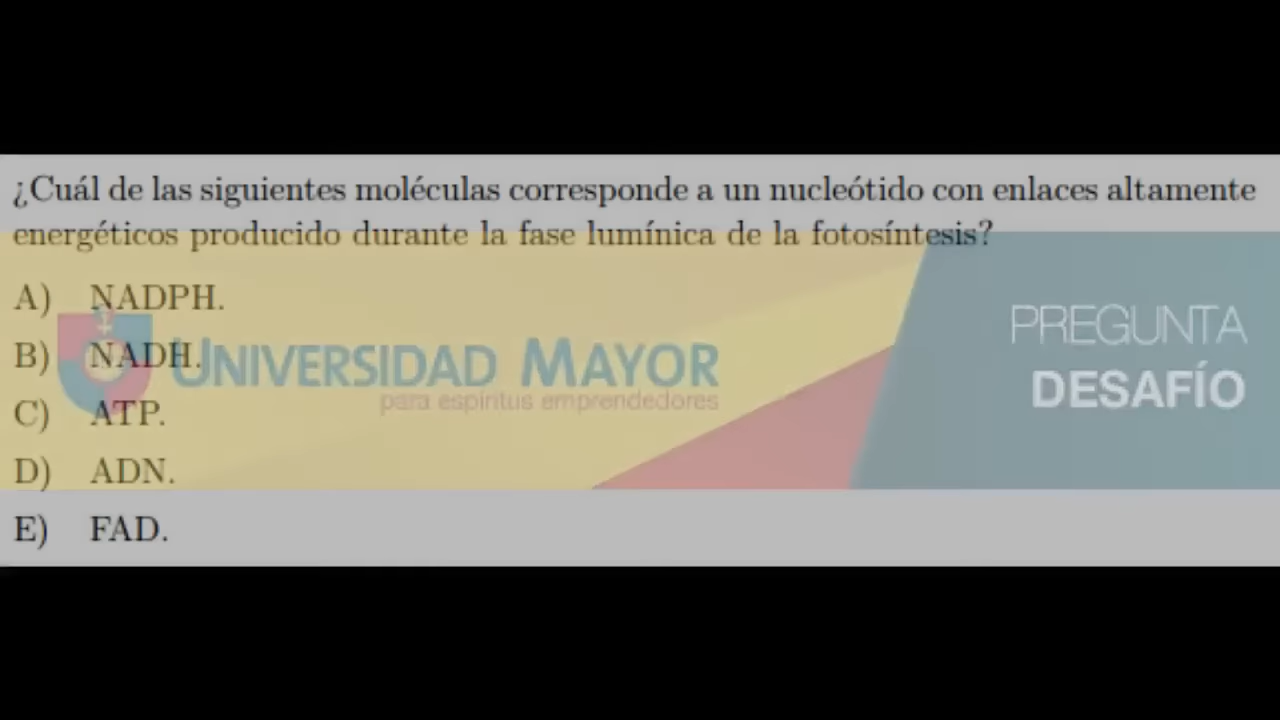 ¿Cuál de las siguientes moléculas corresponde a un nucleótido con enlaces altamente
energéticos producido durante la fase lumínica de la fotosíntesis?
A) NADPH.
B) NADH.
C) ATP.
D) ADN.
E) FAD.
UNIVERSIDAD MAYOR
para espíritus emprendedores
PREGUNTA
DESAFÍO